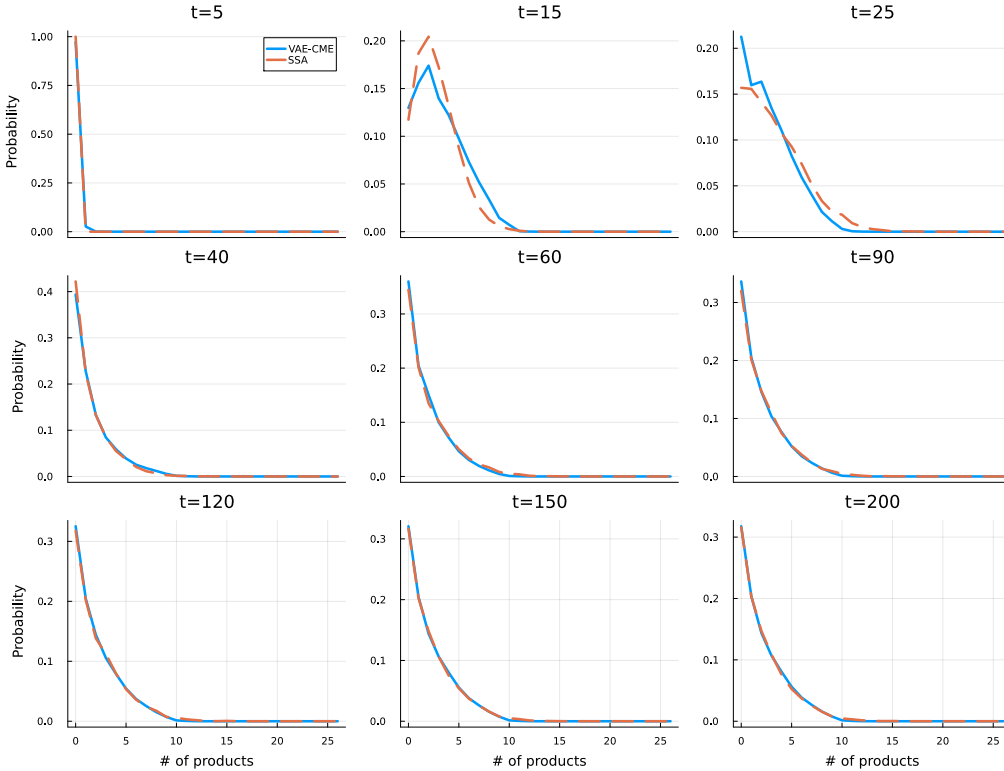 t=5
t=15
t=25
Probability
1.00
0.75
0.50
0.25
0.00
VAE-CME
SSA
0.20
0.15
0.10
0.05
0.00
0.20
0.15
0.10
0.05
0.00
t=40
t=60
t=90
Probability
0.4
0.3
0.2
0.1
0.0
0.3
0.2
0.1
0.0
0.3
0.2
0.1
0.0
t=120
t=150
t=200
Probability
0.3
0.2
0.1
0.0
0 5 10 15 20 25
# of products
0.3
0.2
0.1
0.0
0 5 10 15 20 25
# of products
0.3
0.2
0.1
0.0
0 5 10 15 20 25
# of products